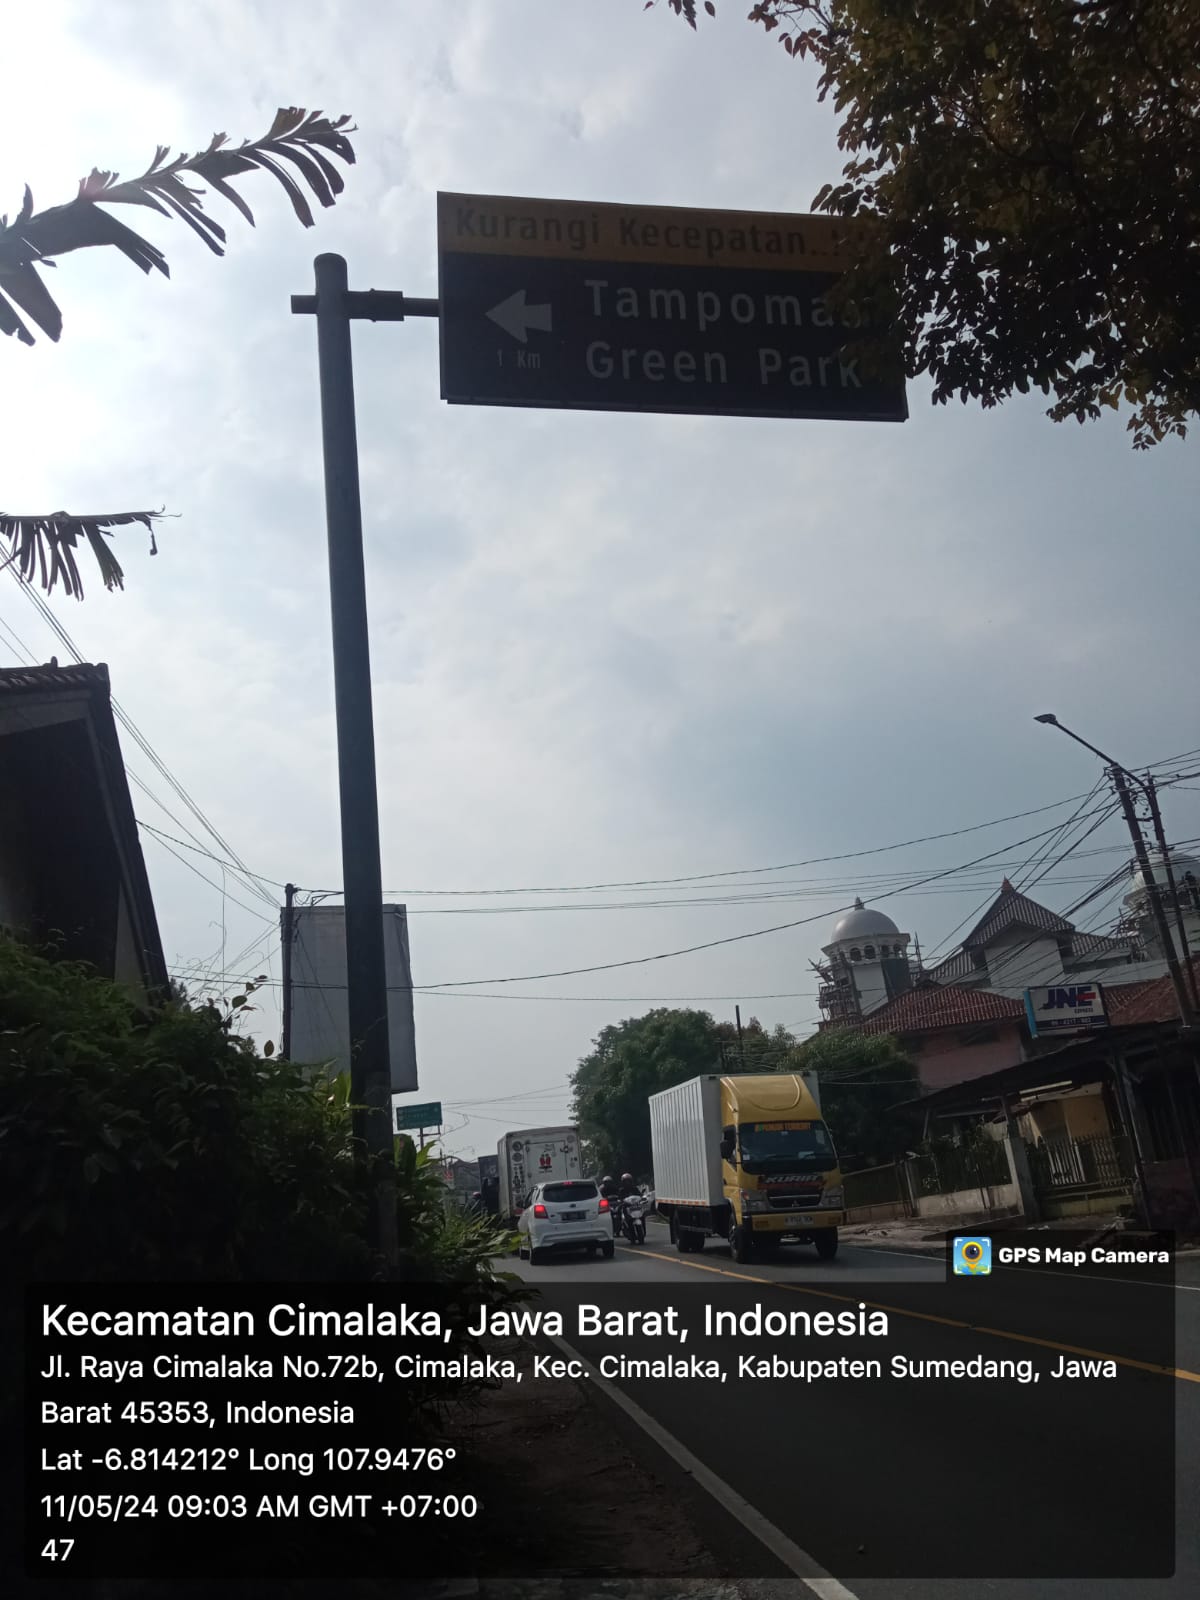 Kurangi Kecepatan..!
Tampomas
1 Km
Green Park
JNE
EXPRESS
KURIR
GPS Map Camera
Kecamatan Cimalaka, Jawa Barat, Indonesia
Jl. Raya Cimalaka No.72b, Cimalaka, Kec. Cimalaka, Kabupaten Sumedang, Jawa
Barat 45353, Indonesia
Lat -6.814212° Long 107.9476°
11/05/24 09:03 AM GMT +07:00
47